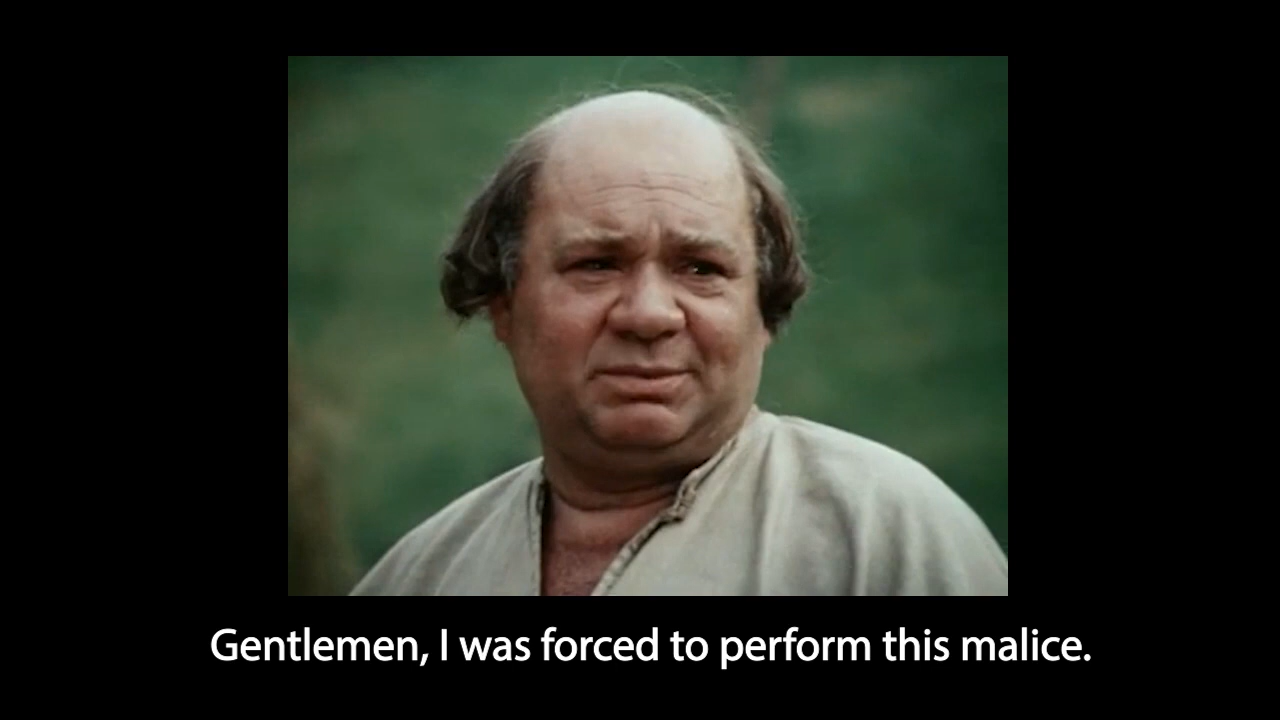 Gentlemen, I was forced to perform this malice.